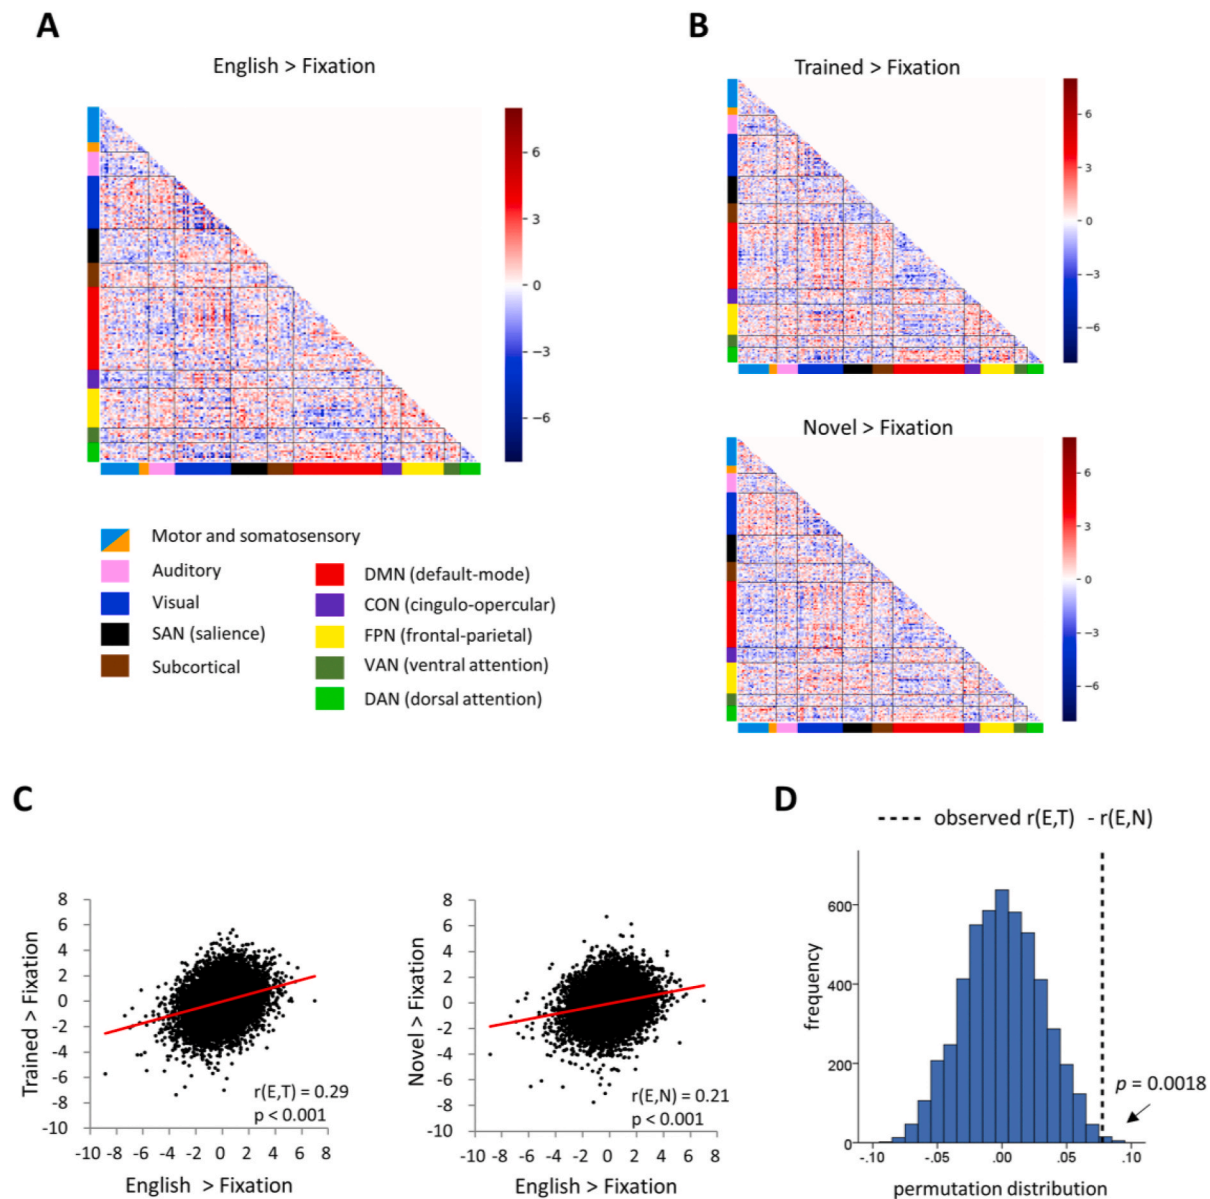 A
English > Fixation
6
3
0
−3
−6
Motor and somatosensory
Auditory
Visual
SAN (salience)
Subcortical
DMN (default-mode)
CON (cingulo-opercular)
FPN (frontal-parietal)
VAN (ventral attention)
DAN (dorsal attention)
B
Trained > Fixation
6
3
0
−3
−6
Novel > Fixation
6
3
0
−3
−6
C
Trained > Fixation
8
6
4
2
0
-2
-4
-6
-8
-10
r(E,T) = 0.29
p < 0.001
-10 -8 -6 -4 -2 0 2 4 6 8
English > Fixation
Novel > Fixation
8
6
4
2
0
-2
-4
-6
-8
-10
r(E,N) = 0.21
p < 0.001
-10 -8 -6 -4 -2 0 2 4 6 8
English > Fixation
D
observed r(E,T) - r(E,N)
frequency
600
400
200
0
p = 0.0018
-.10 -.05 .00 .05 .10
permutation distribution